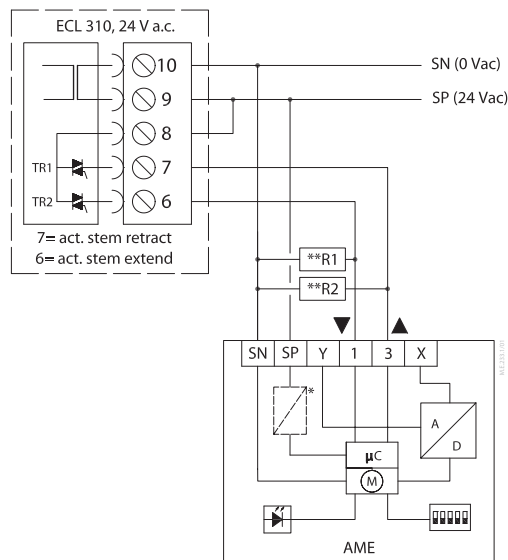 ECL 310, 24 V a.c.
10
SN (0 Vac)
9
SP (24 Vac)
8
TR1
7
TR2
6
7= act. stem retract
6= act. stem extend
**R1
**R2
SN SP Y 1 3 X
*
A
D
µC
M
AME